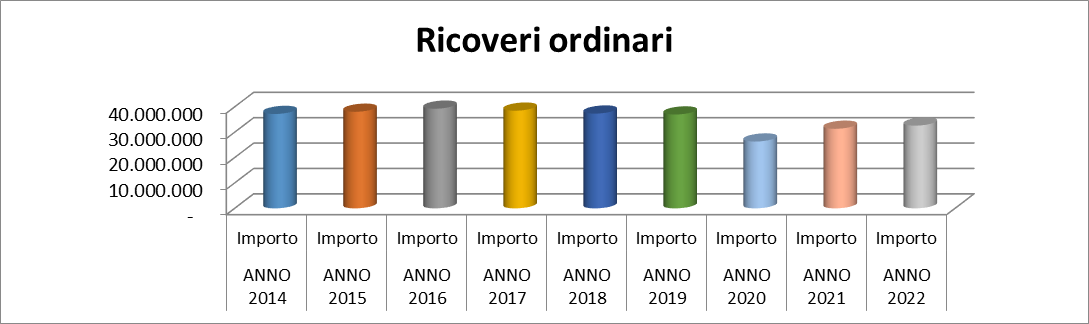 Ricoveri ordinari
40.000.000
30.000.000
20.000.000
10.000.000
-
Importo Importo Importo Importo Importo Importo Importo Importo Importo
ANNO ANNO ANNO ANNO ANNO ANNO ANNO ANNO ANNO
2014 2015 2016 2017 2018 2019 2020 2021 2022